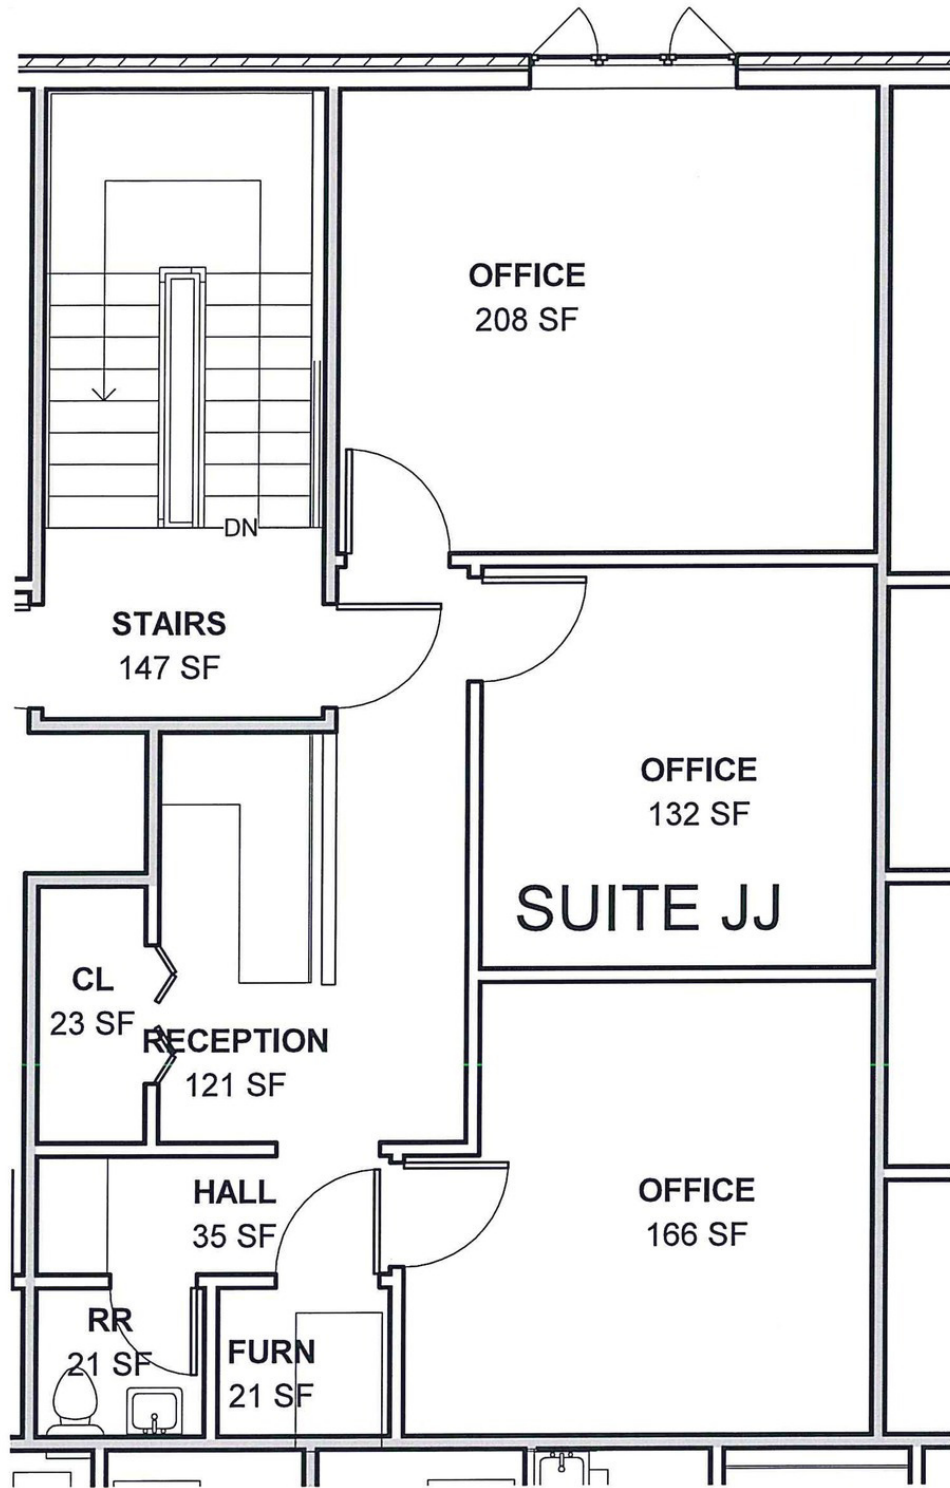 OFFICE
208 SF
DN
STAIRS
147 SF
OFFICE
132 SF
SUITE JJ
CL
23 SF
RECEPTION
121 SF
HALL
35 SF
OFFICE
166 SF
RR
21 SF
FURN
21 SF